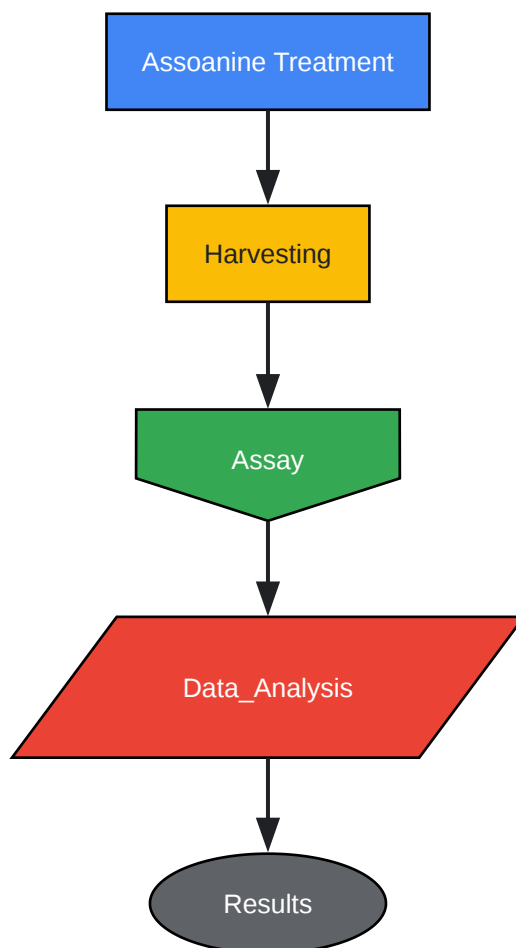 Assoanine Treatment
Harvesting
Assay
Data_Analysis
Results